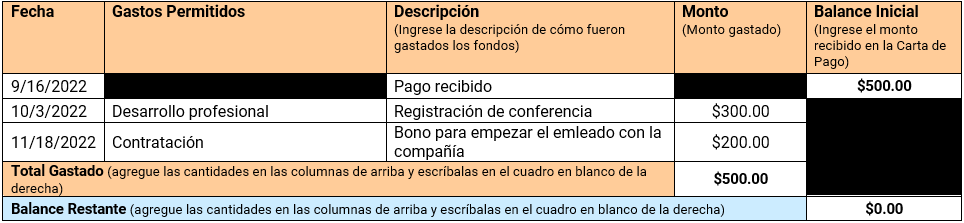 Fecha Gastos Permitidos Descripción Monto Balance Inicial
(Ingrese la descripción de cómo fueron (Monto gastado) (Ingrese el monto
gastados los fondos) recibido en la Carta de
Pago)
9/16/2022 Pago recibido $500.00
10/3/2022 Desarrollo profesional Registración de conferencia $300.00
11/18/2022 Contratación Bono para empezar el emleado con la $200.00
compañía
Total Gastado (agregue las cantidades en las columnas de arriba y escríbalas en el cuadro en blanco de la $500.00
derecha)
Balance Restante (agregue las cantidades en las columnas de arriba y escríbalas en el cuadro en blanco de la derecha) $0.00